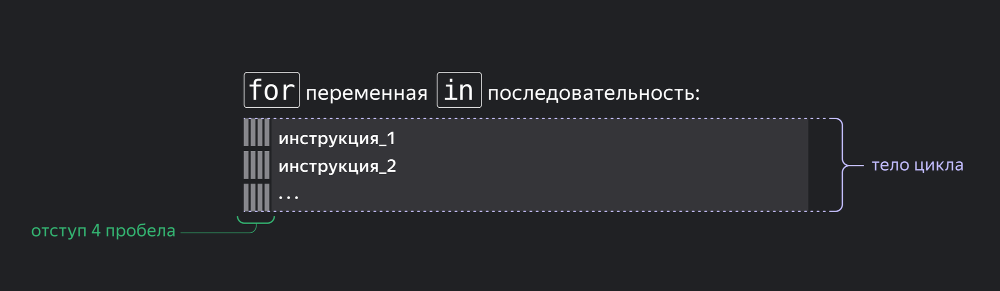 for переменная in последовательность:
инструкция_1
инструкция_2
...
тело цикла
отступ 4 пробела